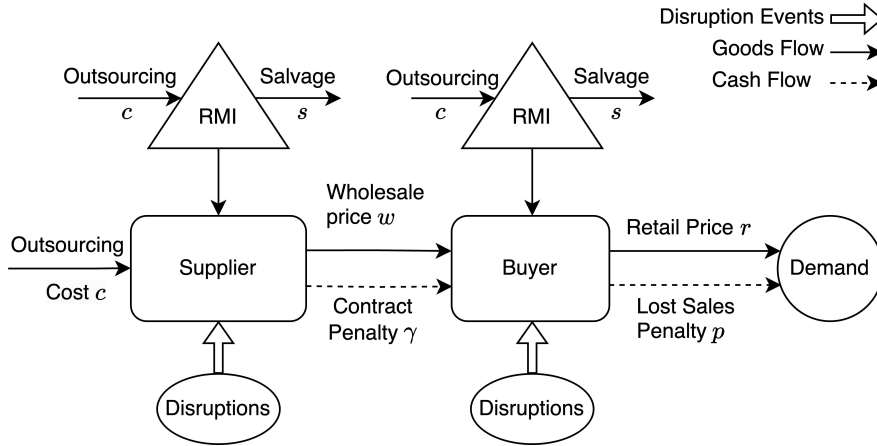 Disruption Events
Goods Flow
Cash Flow
Outsourcing
c
RMI
Salvage
s
Outsourcing
c
RMI
Salvage
s
Outsourcing
Cost c
Supplier
Wholesale
price w
Contract
Penalty γ
Buyer
Retail Price r
Lost Sales
Penalty p
Demand
Disruptions
Disruptions